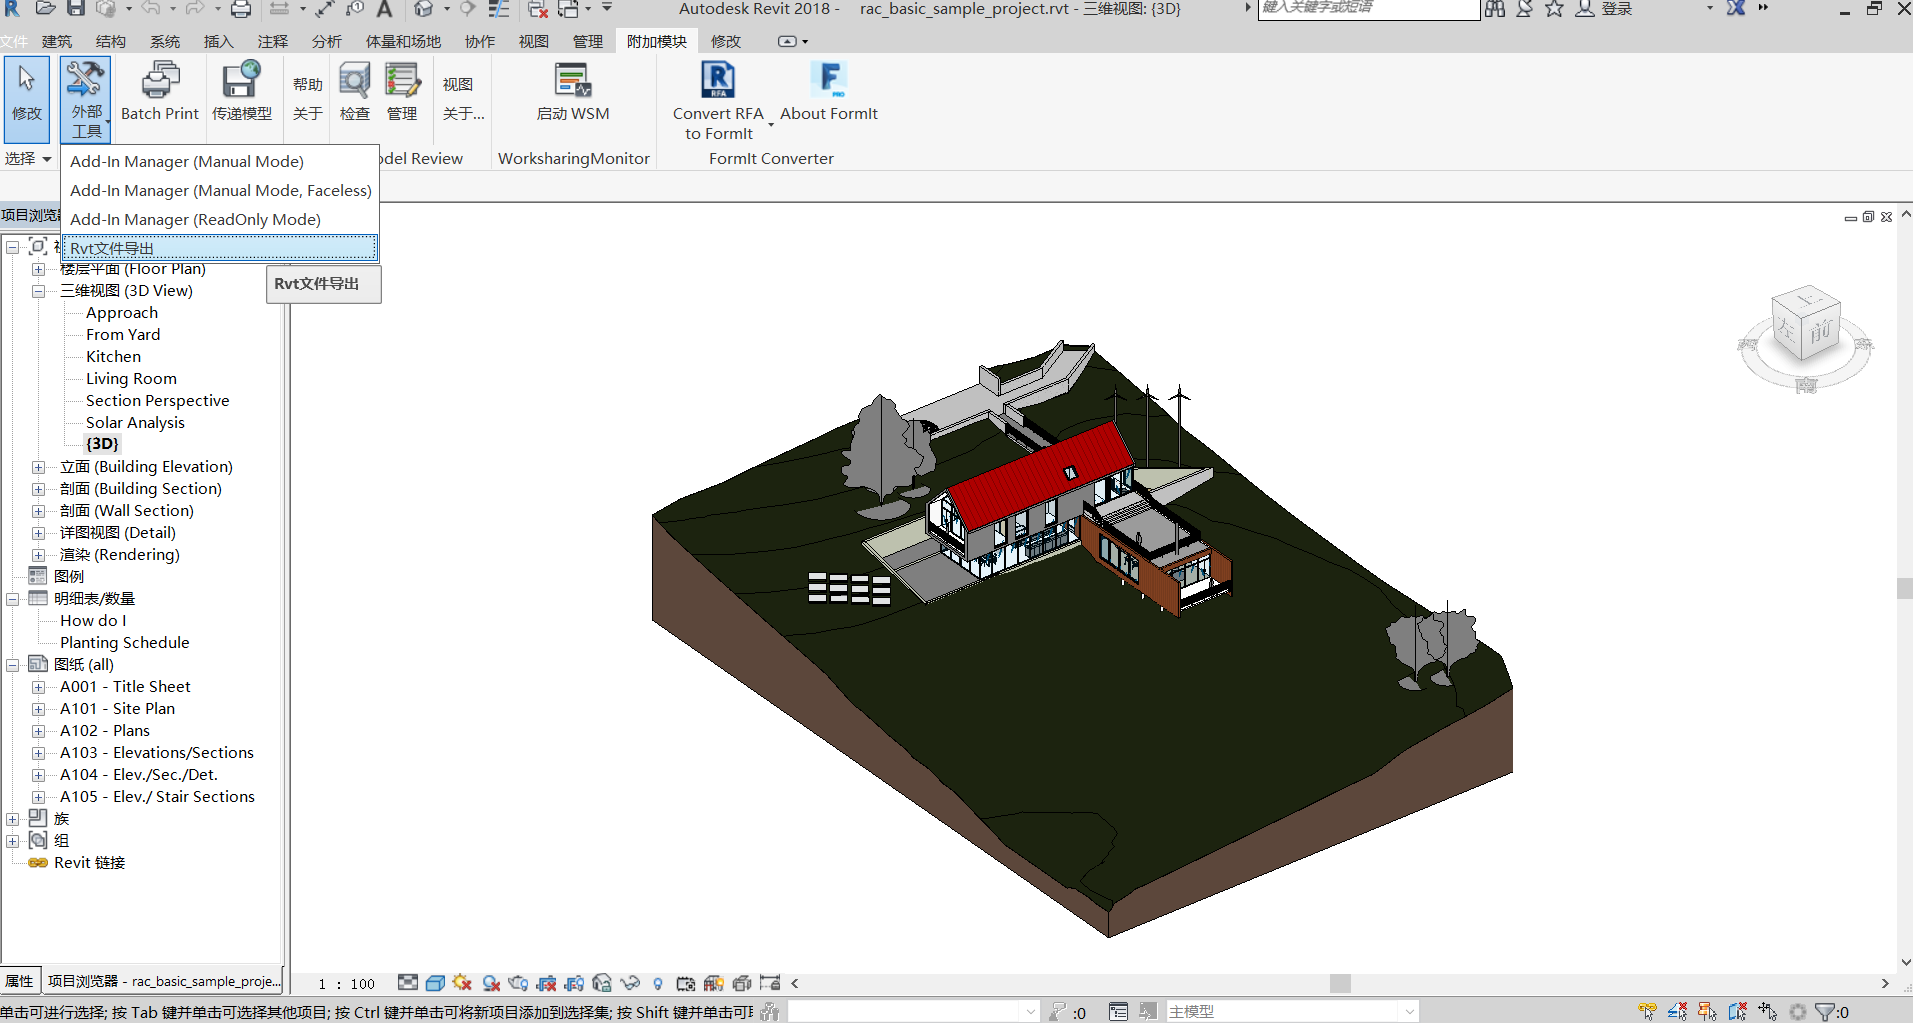 Autodesk Revit 2018 - rac_basic_sample_project.rvt - 三维视图: {3D}
键入关键字或短语
登录
文件 建筑 结构 系统 插入 注释 分析 体量和场地 协作 视图 管理 附加模块 修改
修改
外部
工具
Batch Print
传递模型
帮助
关于
检查
管理
视图
关于...
启动 WSM
Convert RFA
to FormIt
About FormIt
RFA
PRO
选择
odel Review
WorksharingMonitor
FormIt Converter
Add-In Manager (Manual Mode)
Add-In Manager (Manual Mode, Faceless)
Add-In Manager (ReadOnly Mode)
Rvt文件导出
Rvt文件导出
项目浏览
楼层平面 (Floor Plan)
三维视图 (3D View)
Approach
From Yard
Kitchen
Living Room
Section Perspective
Solar Analysis
{3D}
立面 (Building Elevation)
剖面 (Building Section)
剖面 (Wall Section)
详图视图 (Detail)
渲染 (Rendering)
图例
明细表/数量
How do I
Planting Schedule
图纸 (all)
A001 - Title Sheet
A101 - Site Plan
A102 - Plans
A103 - Elevations/Sections
A104 - Elev./Sec./Det.
A105 - Elev./ Stair Sections
族
组
Revit 链接
上
左 前
南
属性 项目浏览器 - rac_basic_sample_proje...
1 : 100
单击可进行选择; 按 Tab 键并单击可选择其他项目; 按 Ctrl 键并单击可将新项目添加到选择集; 按 Shift 键并单击可
:0
主模型
:0